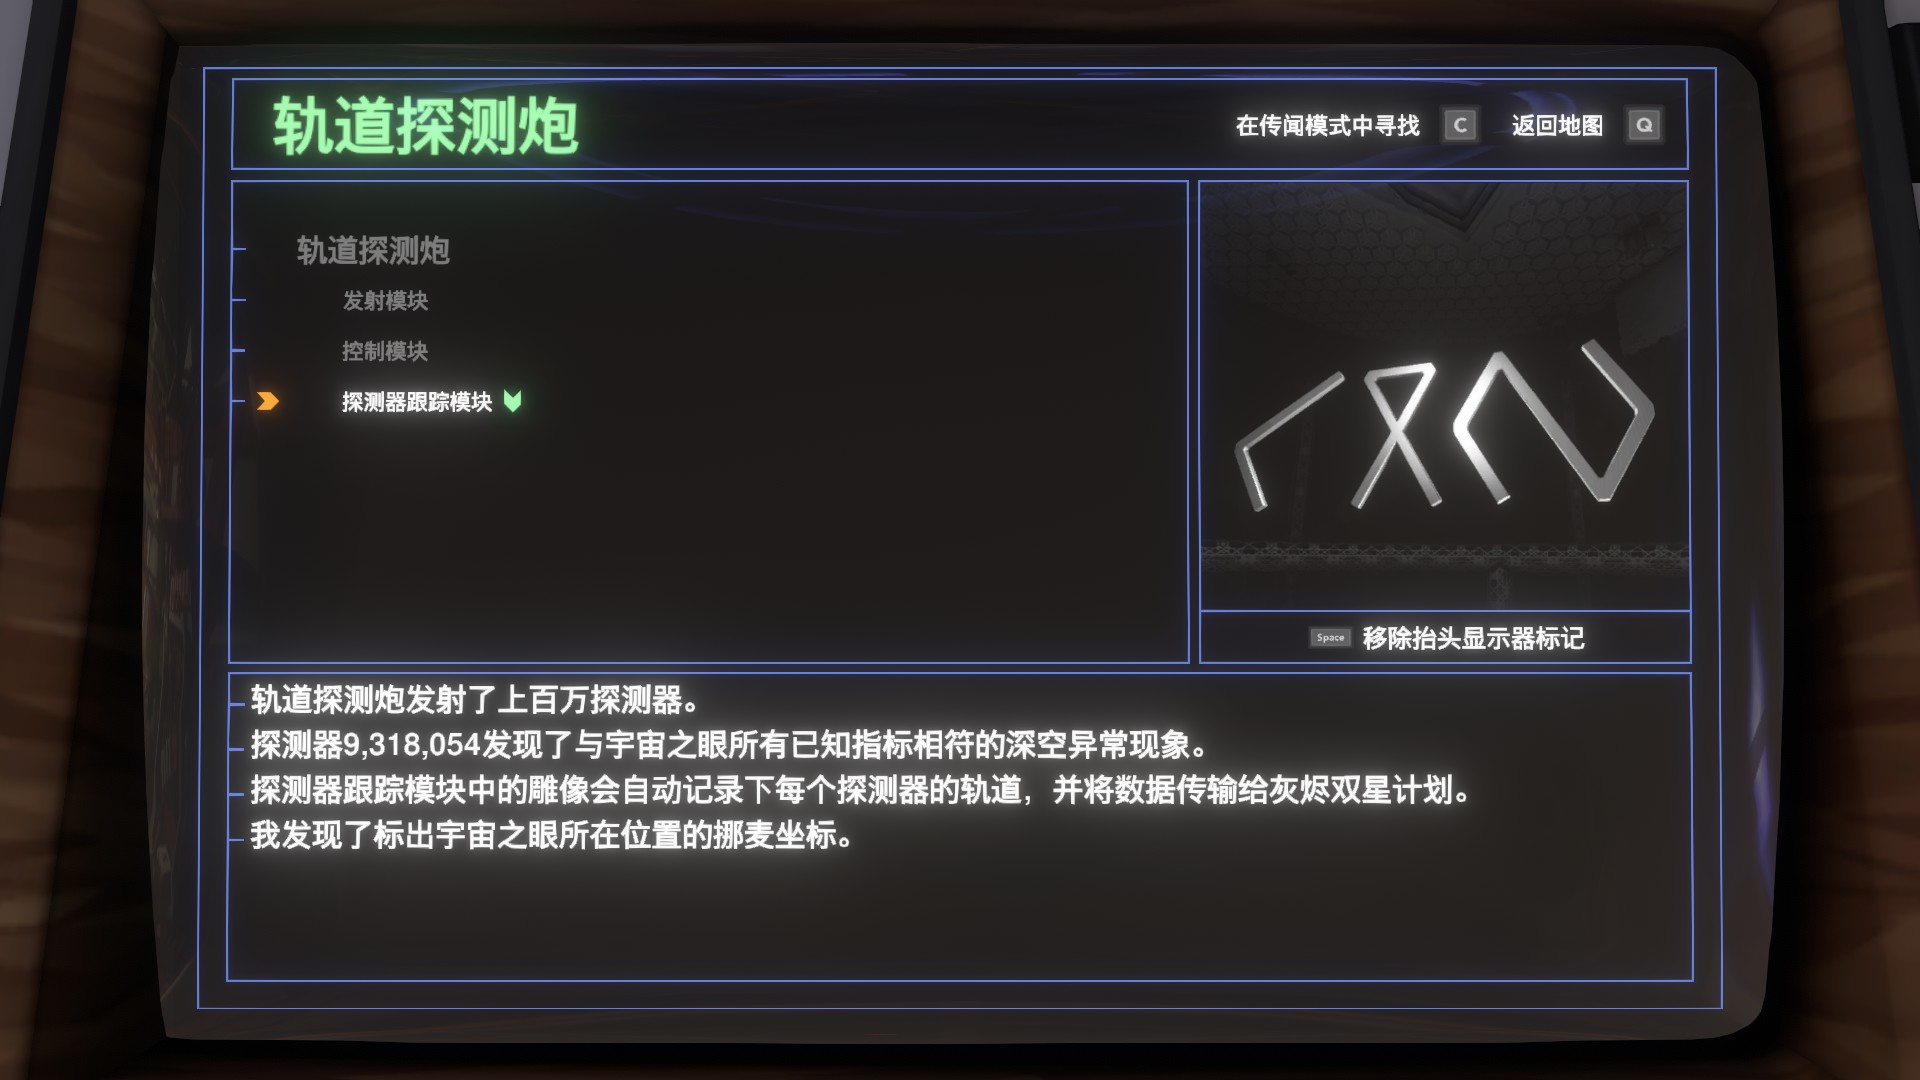 轨道探测炮
在传闻模式中寻找 C 返回地图 Q
轨道探测炮
发射模块
控制模块
探测器跟踪模块
Space 移除抬头显示器标记
轨道探测炮发射了上百万探测器。
探测器9,318,054发现了与宇宙之眼所有已知指标相符的深空异常现象。
探测器跟踪模块中的雕像会自动记录下每个探测器的轨道，并将数据传输给灰烬双星计划。
我发现了标出宇宙之眼所在位置的挪麦坐标。